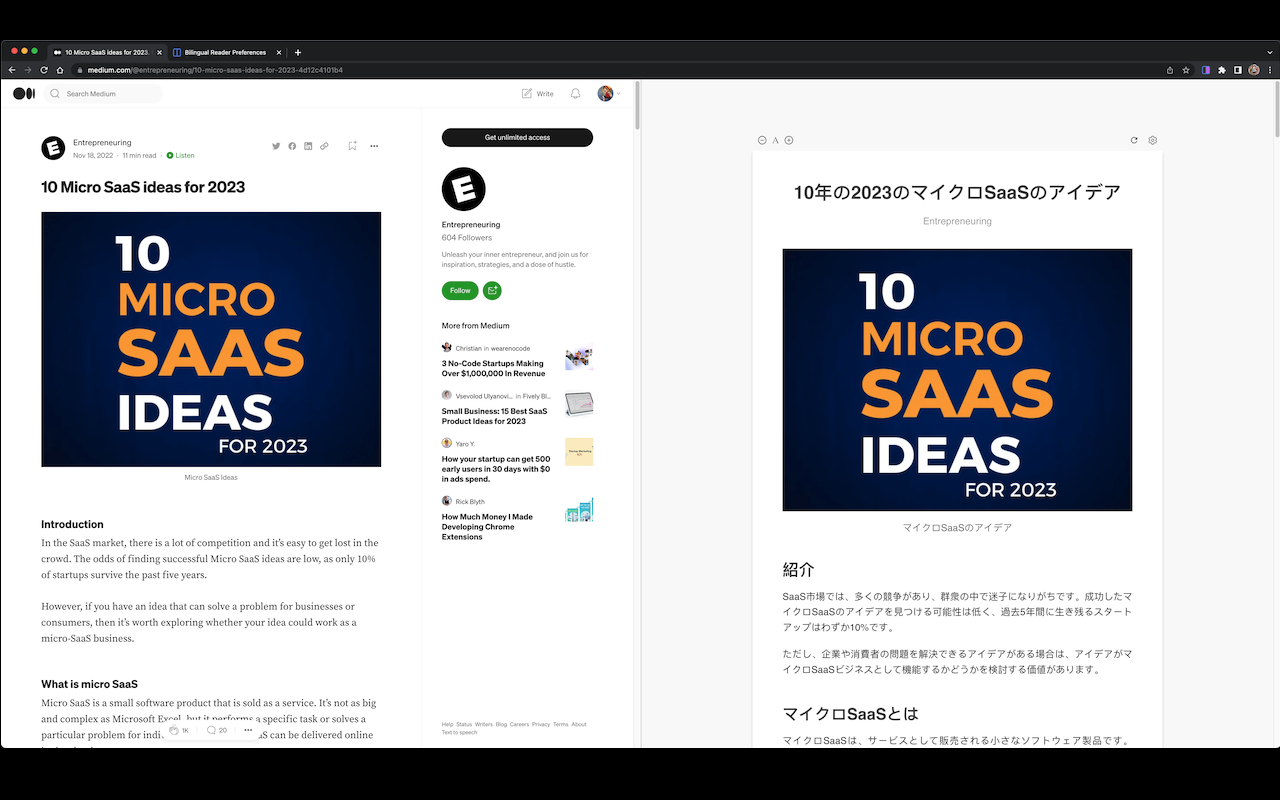 10 Micro SaaS ideas for 2023.
Bilingual Reader Preferences
medium.com/@entrepreneuring/10-micro-saas-ideas-for-2023-4d12c4101b4
Search Medium
Write
Entrepreneuring
Nov 18, 2022 · 11 min read · Listen
10 Micro SaaS ideas for 2023
10
MICRO
SAAS
IDEAS
FOR 2023
Micro SaaS Ideas
Introduction
In the SaaS market, there is a lot of competition and it's easy to get lost in the
crowd. The odds of finding successful Micro SaaS ideas are low, as only 10%
of startups survive the past five years.
However, if you have an idea that can solve a problem for businesses or
consumers, then it's worth exploring whether your idea could work as a
micro-SaaS business.
What is micro SaaS
Micro SaaS is a small software product that is sold as a service. It's not as big
and complex as Microsoft Excel, but it performs a specific task or solves a
particular problem for indi
aS can be delivered online
1K
20
Get unlimited access
E
Entrepreneuring
604 Followers
Unleash your inner entrepreneur, and join us for
inspiration, strategies, and a dose of hustle.
Follow
More from Medium
Christian in wearenocode
3 No-Code Startups Making
Over $1,000,000 In Revenue
Vsevolod Ulyanovi... in Fively Bl...
Small Business: 15 Best SaaS
Product Ideas for 2023
Yaro Y.
How your startup can get 500
early users in 30 days with $0
in ads spend.
Rick Blyth
How Much Money I Made
Developing Chrome
Extensions
Help Status Writers Blog Careers Privacy Terms About
Text to speech
A
10年の2023のマイクロSaaSのアイデア
Entrepreneuring
10
MICRO
SAAS
IDEAS
FOR 2023
マイクロSaaSのアイデア
紹介
SaaS市場では、多くの競争があり、群衆の中で迷子になりがちです。成功したマ
イクロSaaSのアイデアを見つける可能性は低く、過去5年間に生き残るスタート
アップはわずか10%です。
ただし、企業や消費者の問題を解決できるアイデアがある場合は、アイデアがマ
イクロSaaSビジネスとして機能するかどうかを検討する価値があります。
マイクロSaaSとは
マイクロSaaSは、サービスとして販売される小さなソフトウェア製品です。